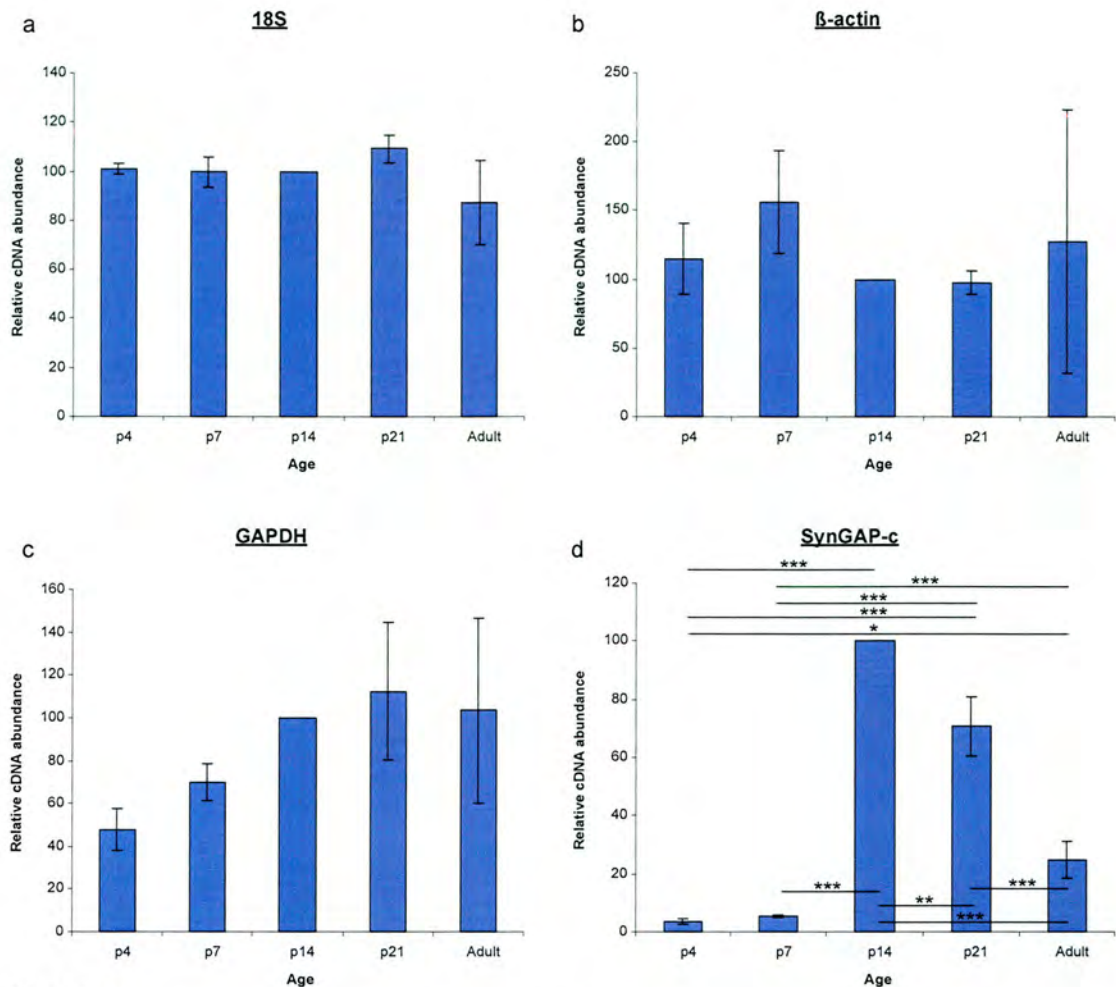 a
18S
Relative cDNA abundance
140
120
100
80
60
40
20
0
p4 p7 p14 p21 Adult
Age
b
ß-actin
Relative cDNA abundance
250
200
150
100
50
0
p4 p7 p14 p21 Adult
Age
c
GAPDH
Relative cDNA abundance
160
140
120
100
80
60
40
20
0
p4 p7 p14 p21 Adult
Age
d
SynGAP-c
Relative cDNA abundance
120
100
80
60
40
20
0
***
***
***
***
*
***
***
**
***
p4 p7 p14 p21 Adult
Age